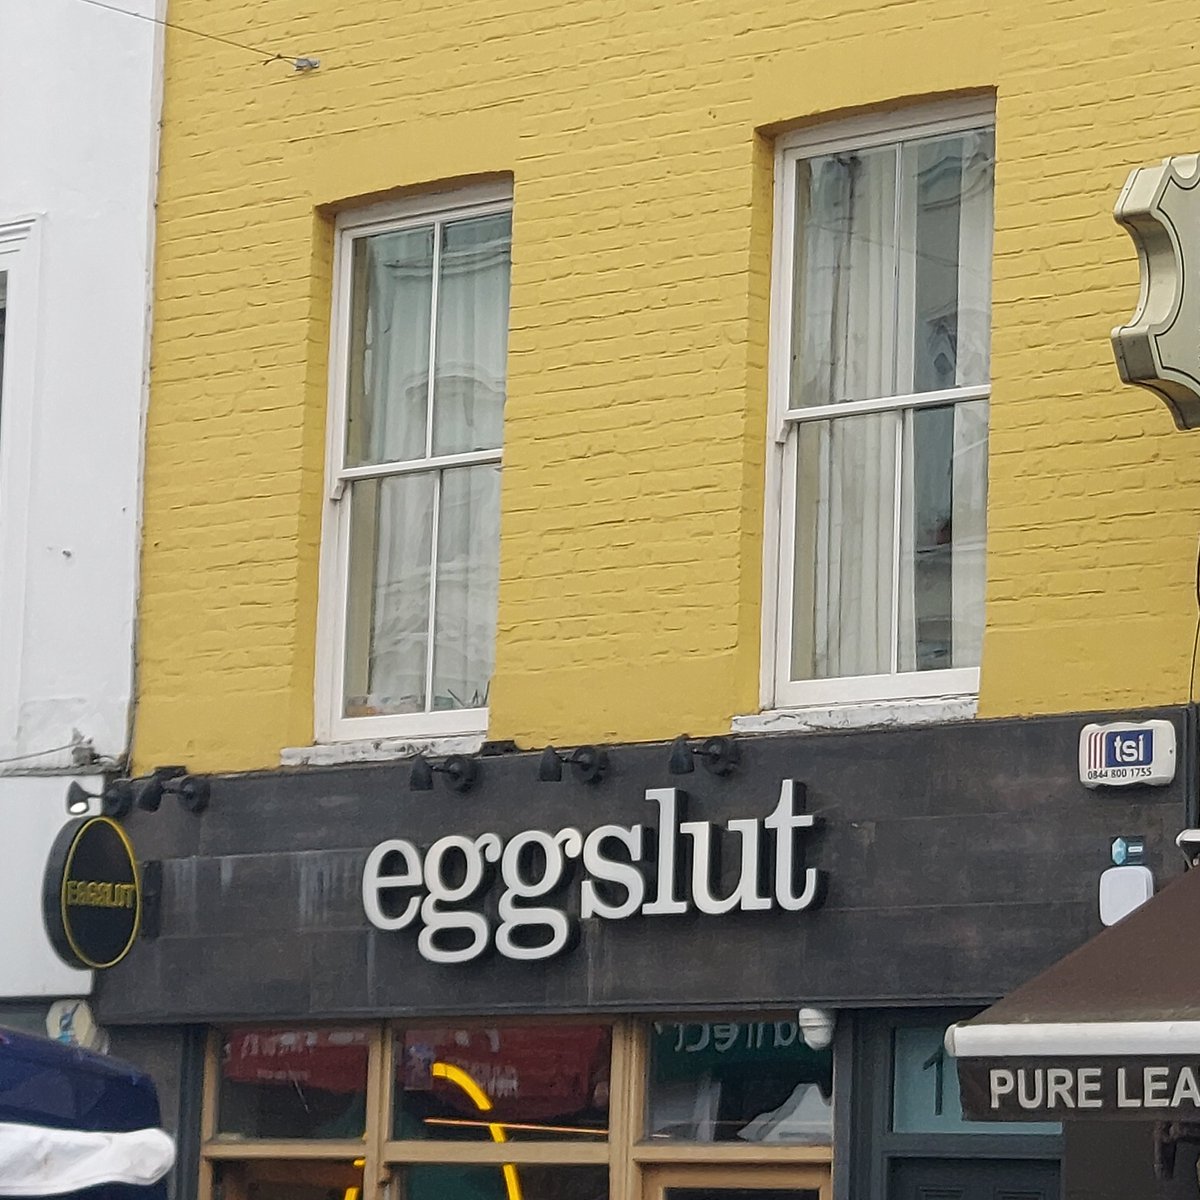 tsi
0844 800 1755
eggslut
EGGSLUT
PURE LEA